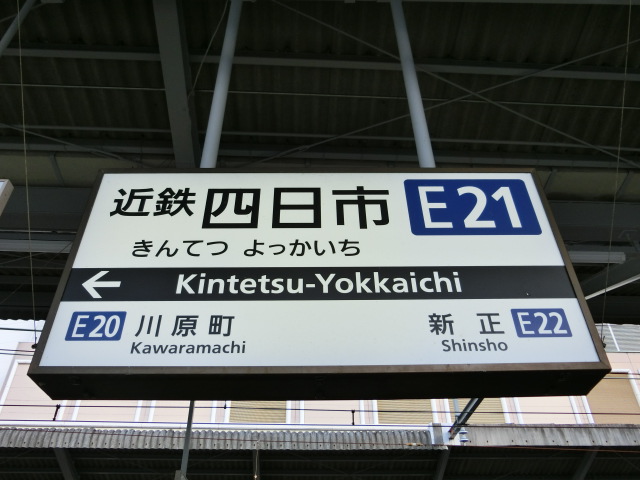 近鉄 四日市 E21
きんてつ よっかいち
← Kintetsu-Yokkaichi
E20 川原町 新正 E22
Kawaramachi Shinsho